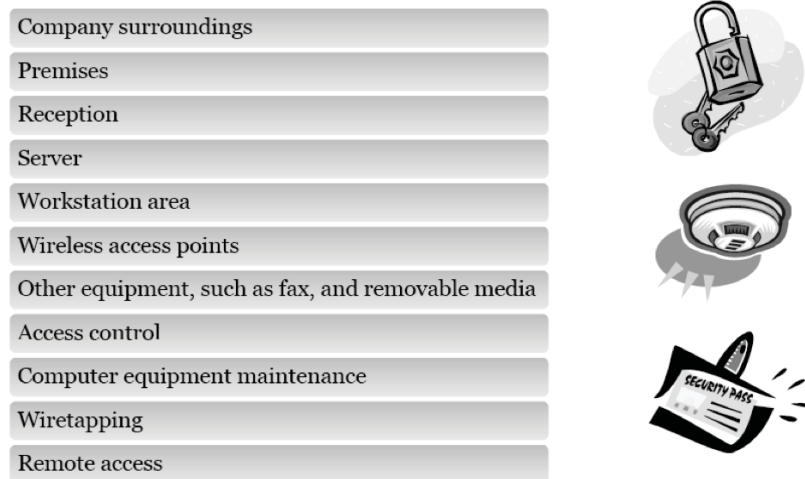 Company surroundings
Premises
Reception
Server
Workstation area
Wireless access points
Other equipment, such as fax, and removable media
Access control
Computer equipment maintenance
Wiretapping
Remote access
SECURITY PASS